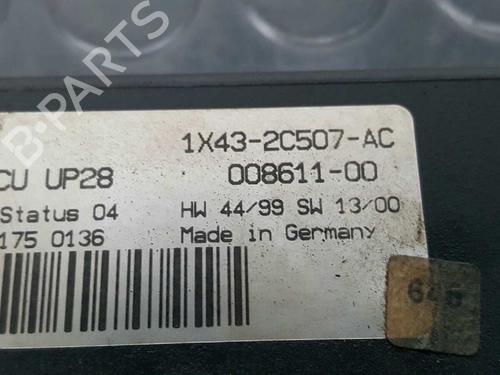 1X43-2C507-AC
CU UP28 008611-00
Status 04 HW 44/99 SW 13/00
175 0136 Made in Germany
B-PARTS